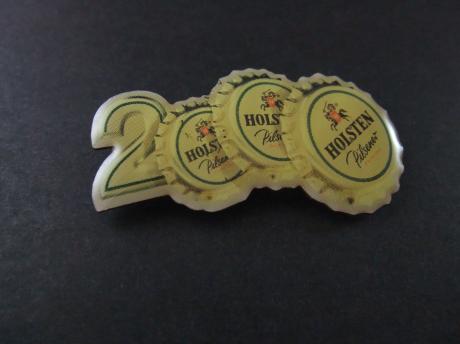 2
HOLSTEN
Pilsener
HOLSTEN
Pilsener
HOLSTEN
Pilsener